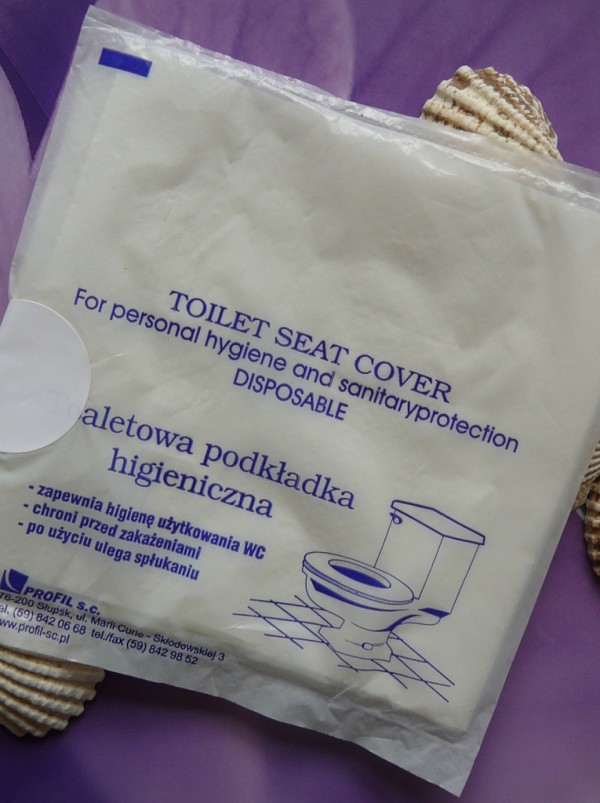 TOILET SEAT COVER
For personal hygiene and sanitaryprotection
DISPOSABLE
aletowa podkładka
higieniczna
- zapewnia higienę użytkowania WC
- chroni przed zakażeniami
- po użyciu ulega spłukaniu
PROFIL S.C.
76-200 Słupsk, ul. Marii Curie - Skłodowskiej 3
tel. (59) 842 06 68 tel./fax (59) 842 98 52
www.profil-sc.pl